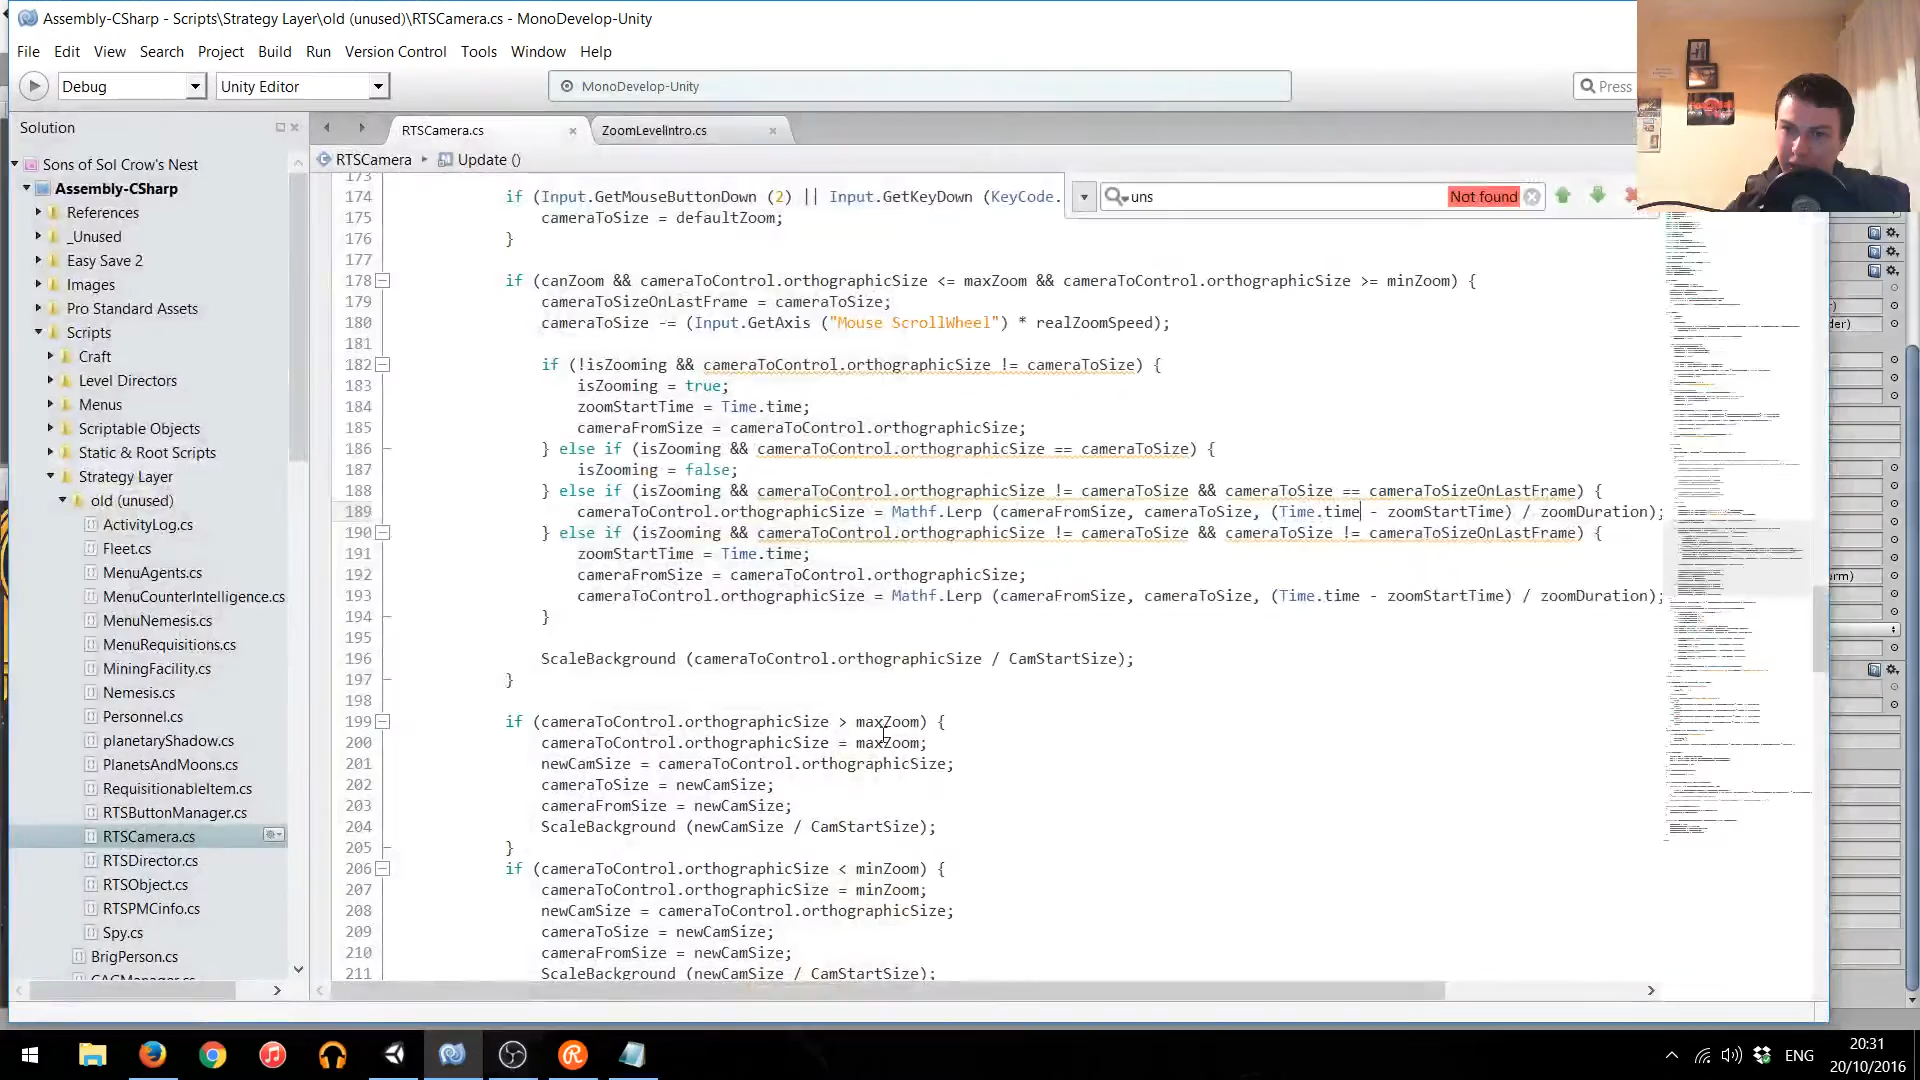 Assembly-CSharp - Scripts\Strategy Layer\old (unused)\RTSCamera.cs - MonoDevelop-Unity
File Edit View Search Project Build Run Version Control Tools Window Help
Debug Unity Editor MonoDevelop-Unity Press
Solution RTSCamera.cs ZoomLevelIntro.cs
RTSCamera Update ()
uns Not found
Sons of Sol Crow's Nest
Assembly-CSharp
References
_Unused
Easy Save 2
Images
Pro Standard Assets
Scripts
Craft
Level Directors
Menus
Scriptable Objects
Static & Root Scripts
Strategy Layer
old (unused)
ActivityLog.cs
Fleet.cs
MenuAgents.cs
MenuCounterIntelligence.cs
MenuNemesis.cs
MenuRequisitions.cs
MiningFacility.cs
Nemesis.cs
Personnel.cs
planetaryShadow.cs
PlanetsAndMoons.cs
RequisitionableItem.cs
RTSButtonManager.cs
RTSCamera.cs
RTSDirector.cs
RTSObject.cs
RTSPMCinfo.cs
Spy.cs
BrigPerson.cs
CAGManager.cs
173
174 if (Input.GetMouseButtonDown (2) || Input.GetKeyDown (KeyCode.
175 cameraToSize = defaultZoom;
176 }
177
178 if (canZoom && cameraToControl.orthographicSize <= maxZoom && cameraToControl.orthographicSize >= minZoom) {
179 cameraToSizeOnLastFrame = cameraToSize;
180 cameraToSize -= (Input.GetAxis ("Mouse ScrollWheel") * realZoomSpeed);
181
182 if (!isZooming && cameraToControl.orthographicSize != cameraToSize) {
183 isZooming = true;
184 zoomStartTime = Time.time;
185 cameraFromSize = cameraToControl.orthographicSize;
186 } else if (isZooming && cameraToControl.orthographicSize == cameraToSize) {
187 isZooming = false;
188 } else if (isZooming && cameraToControl.orthographicSize != cameraToSize && cameraToSize == cameraToSizeOnLastFrame) {
189 cameraToControl.orthographicSize = Mathf.Lerp (cameraFromSize, cameraToSize, (Time.time - zoomStartTime) / zoomDuration);
190 } else if (isZooming && cameraToControl.orthographicSize != cameraToSize && cameraToSize != cameraToSizeOnLastFrame) {
191 zoomStartTime = Time.time;
192 cameraFromSize = cameraToControl.orthographicSize;
193 cameraToControl.orthographicSize = Mathf.Lerp (cameraFromSize, cameraToSize, (Time.time - zoomStartTime) / zoomDuration);
194 }
195
196 ScaleBackground (cameraToControl.orthographicSize / CamStartSize);
197 }
198
199 if (cameraToControl.orthographicSize > maxZoom) {
200 cameraToControl.orthographicSize = maxZoom;
201 newCamSize = cameraToControl.orthographicSize;
202 cameraToSize = newCamSize;
203 cameraFromSize = newCamSize;
204 ScaleBackground (newCamSize / CamStartSize);
205 }
206 if (cameraToControl.orthographicSize < minZoom) {
207 cameraToControl.orthographicSize = minZoom;
208 newCamSize = cameraToControl.orthographicSize;
209 cameraToSize = newCamSize;
210 cameraFromSize = newCamSize;
211 ScaleBackground (newCamSize / CamStartSize);
ENG
20:31
20/10/2016